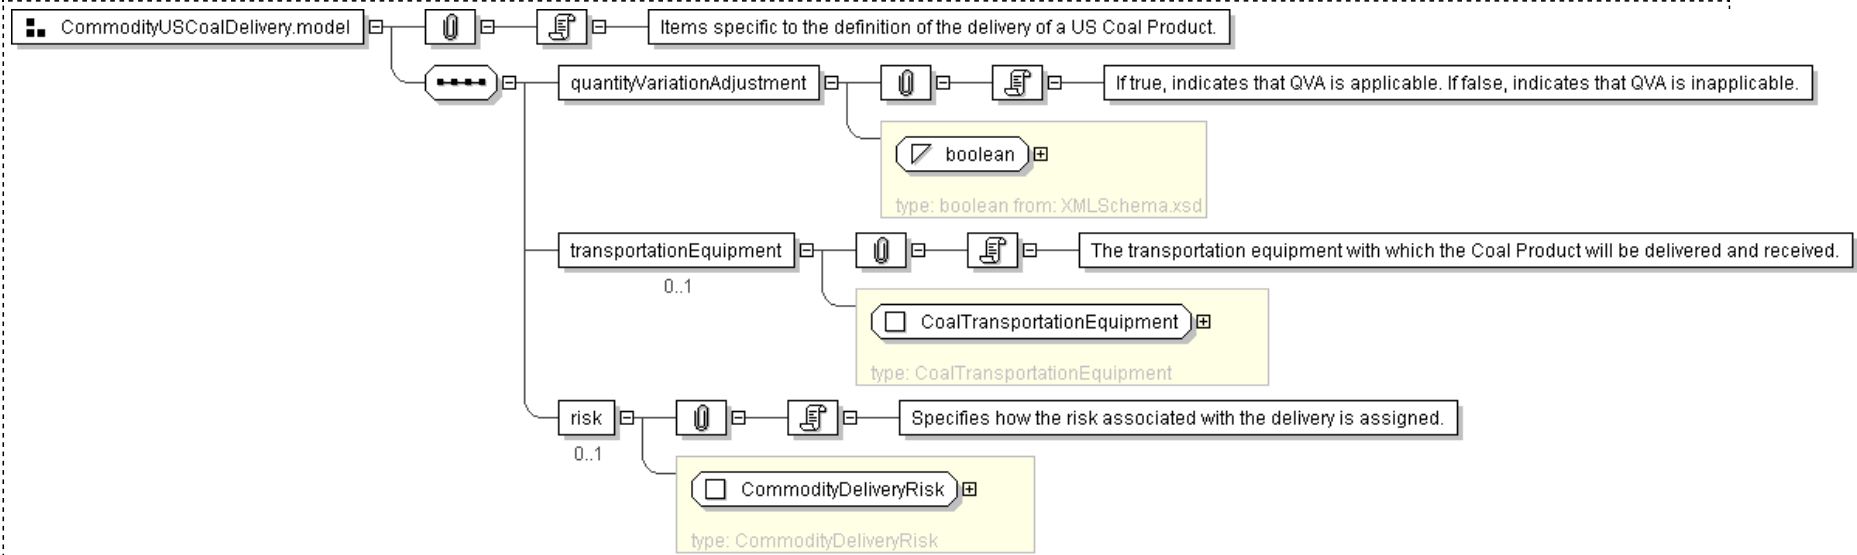 CommodityUSCoalDelivery.model
Items specific to the definition of the delivery of a US Coal Product.
quantityVariationAdjustment
If true, indicates that QVA is applicable. If false, indicates that QVA is inapplicable.
boolean
type: boolean from: XMLSchema.xsd
transportationEquipment
The transportation equipment with which the Coal Product will be delivered and received.
0..1
CoalTransportationEquipment
type: CoalTransportationEquipment
risk
Specifies how the risk associated with the delivery is assigned.
0..1
CommodityDeliveryRisk
type: CommodityDeliveryRisk